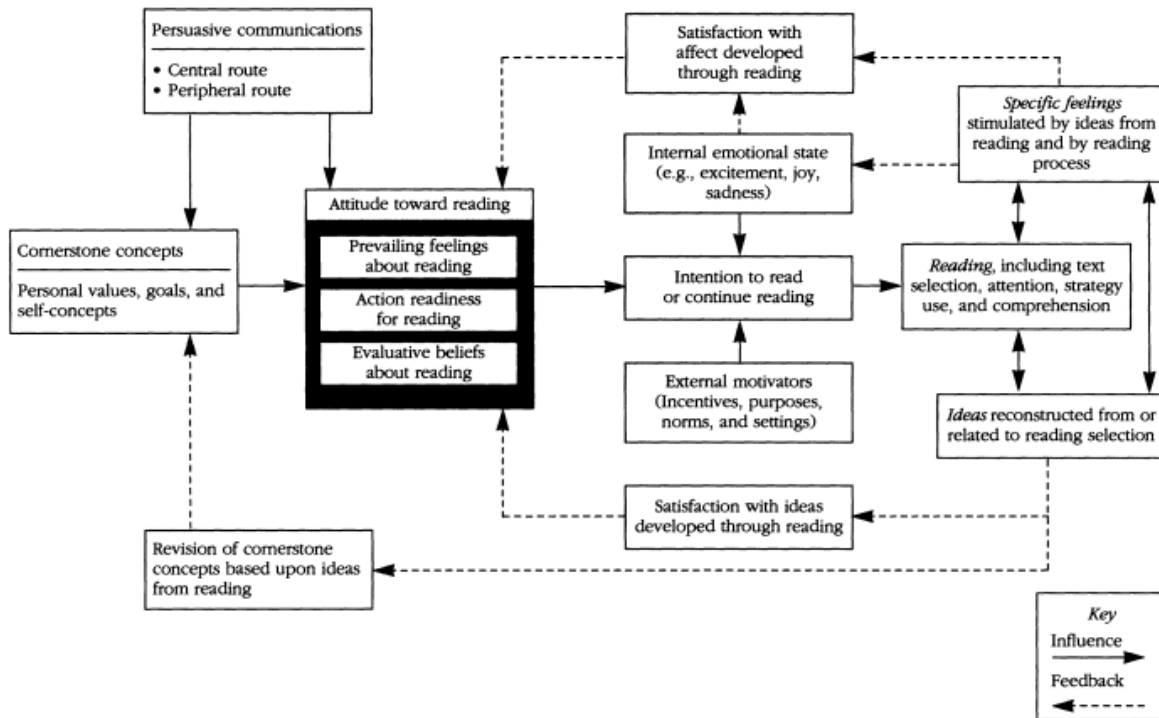 Persuasive communications
• Central route
• Peripheral route
Satisfaction with
affect developed
through reading
Specific feelings
stimulated by ideas from
reading and by reading
process
Internal emotional state
(e.g., excitement, joy,
sadness)
Attitude toward reading
Prevailing feelings
about reading
Action readiness
for reading
Evaluative beliefs
about reading
Cornerstone concepts
Personal values, goals, and
self-concepts
Intention to read
or continue reading
Reading, including text
selection, attention, strategy
use, and comprehension
External motivators
(Incentives, purposes,
norms, and settings)
Ideas reconstructed from or
related to reading selection
Satisfaction with ideas
developed through reading
Revision of cornerstone
concepts based upon ideas
from reading
Key
Influence
Feedback